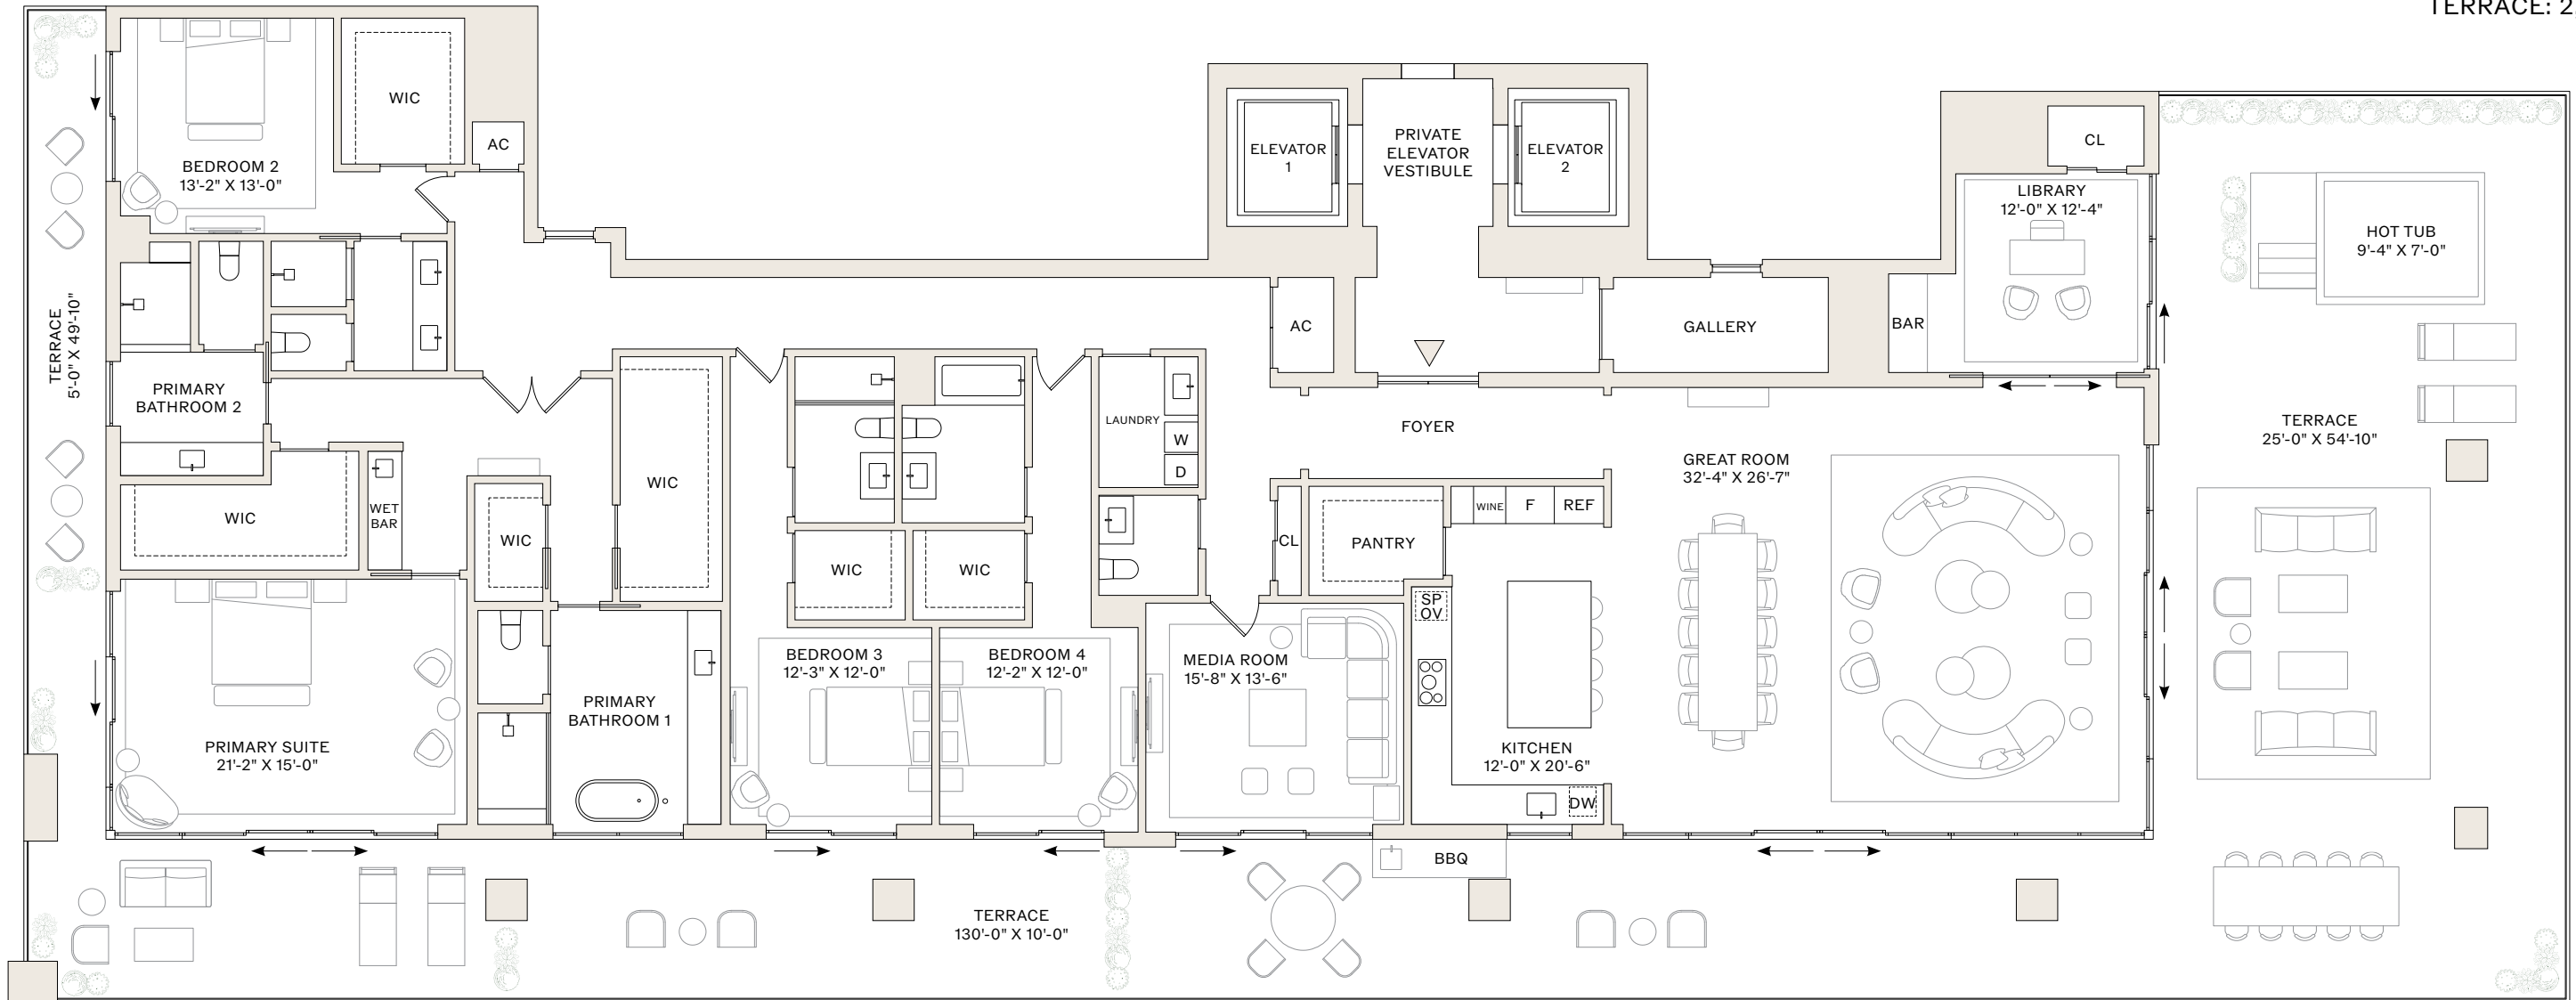 TERRACE: 2
WIC
AC
BEDROOM 2
13'-2" X 13'-0"
ELEVATOR
1
PRIVATE
ELEVATOR
VESTIBULE
ELEVATOR
2
CL
LIBRARY
12'-0" X 12'-4"
HOT TUB
9'-4" X 7'-0"
TERRACE
5'-0" X 49'-10"
AC
GALLERY
BAR
PRIMARY
BATHROOM 2
LAUNDRY
W
D
FOYER
TERRACE
25'-0" X 54'-10"
GREAT ROOM
32'-4" X 26'-7"
WIC
WIC
WET
BAR
WIC
WIC
WIC
CL
PANTRY
WINE
F
REF
SP
OV
BEDROOM 3
12'-3" X 12'-0"
BEDROOM 4
12'-2" X 12'-0"
MEDIA ROOM
15'-8" X 13'-6"
PRIMARY
BATHROOM 1
PRIMARY SUITE
21'-2" X 15'-0"
KITCHEN
12'-0" X 20'-6"
DW
BBQ
TERRACE
130'-0" X 10'-0"